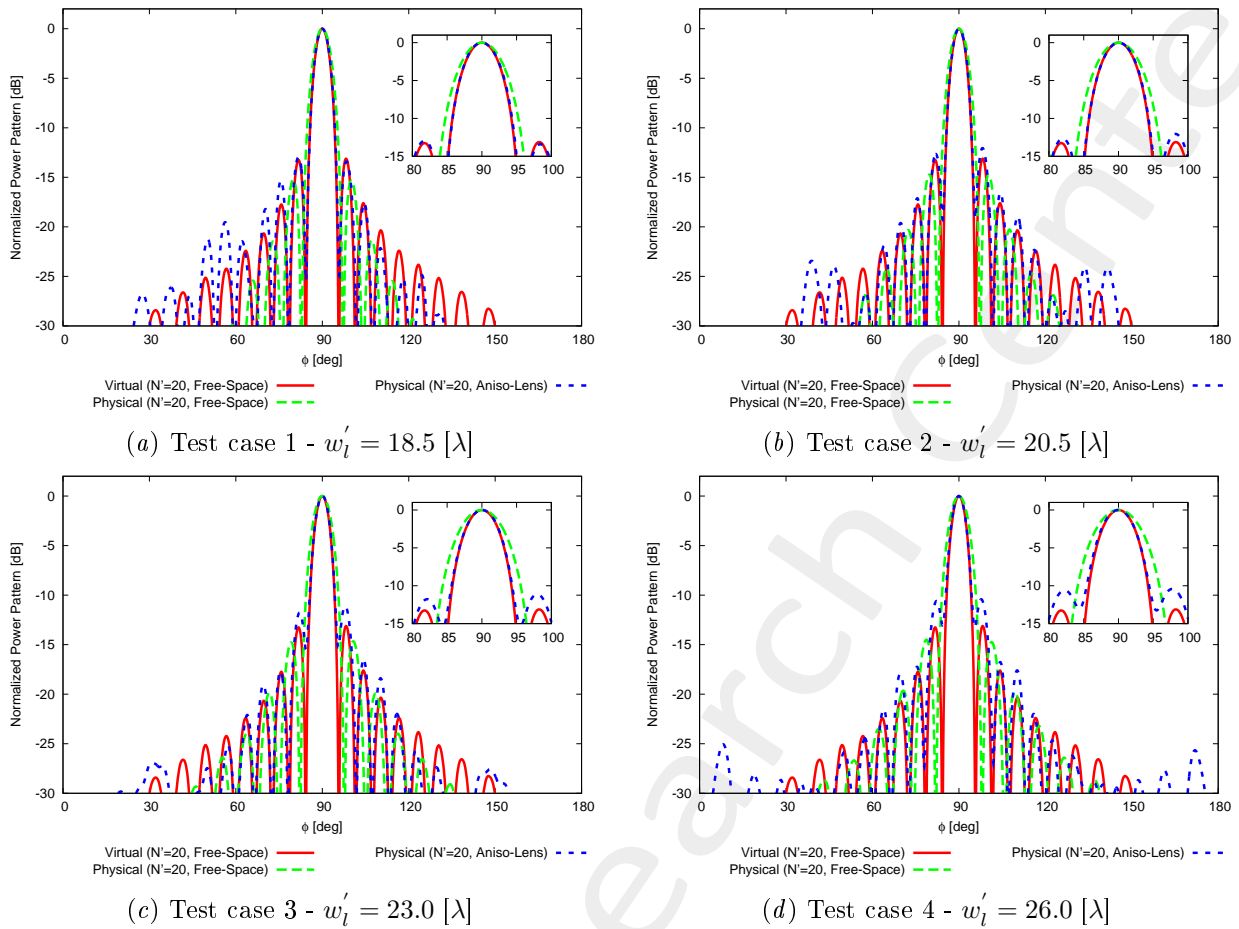 0
-5
-10
-15
-20
-25
-30
0 30 60 90 120 150 180
Normalized Power Pattern [dB]
ϕ [deg]
0
-5
-10
-15
80 85 90 95 100
Virtual (N'=20, Free-Space)
Physical (N'=20, Free-Space)
Physical (N'=20, Aniso-Lens)
(a) Test case 1 - w'l = 18.5 [λ]
0
-5
-10
-15
-20
-25
-30
0 30 60 90 120 150 180
Normalized Power Pattern [dB]
ϕ [deg]
0
-5
-10
-15
80 85 90 95 100
Virtual (N'=20, Free-Space)
Physical (N'=20, Free-Space)
Physical (N'=20, Aniso-Lens)
(b) Test case 2 - w'l = 20.5 [λ]
0
-5
-10
-15
-20
-25
-30
0 30 60 90 120 150 180
Normalized Power Pattern [dB]
ϕ [deg]
0
-5
-10
-15
80 85 90 95 100
Virtual (N'=20, Free-Space)
Physical (N'=20, Free-Space)
Physical (N'=20, Aniso-Lens)
(c) Test case 3 - w'l = 23.0 [λ]
0
-5
-10
-15
-20
-25
-30
0 30 60 90 120 150 180
Normalized Power Pattern [dB]
ϕ [deg]
0
-5
-10
-15
80 85 90 95 100
Virtual (N'=20, Free-Space)
Physical (N'=20, Free-Space)
Physical (N'=20, Aniso-Lens)
(d) Test case 4 - w'l = 26.0 [λ]
earch Cente